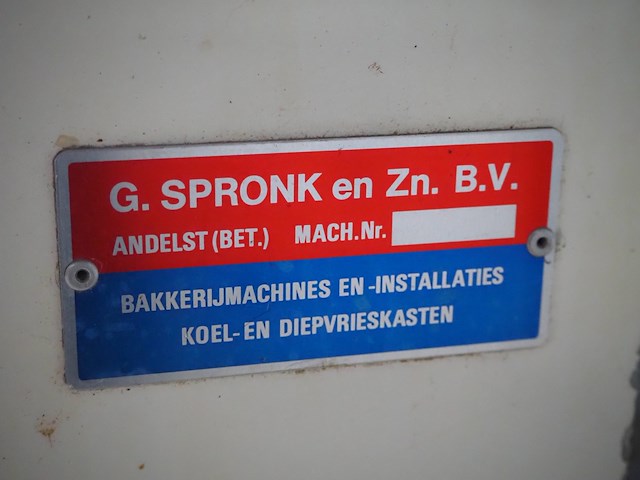 G. SPRONK en Zn. B.V.
ANDELST (BET.) MACH.Nr.
BAKKERIJMACHINES EN -INSTALLATIES
KOEL- EN DIEPVRIESKASTEN